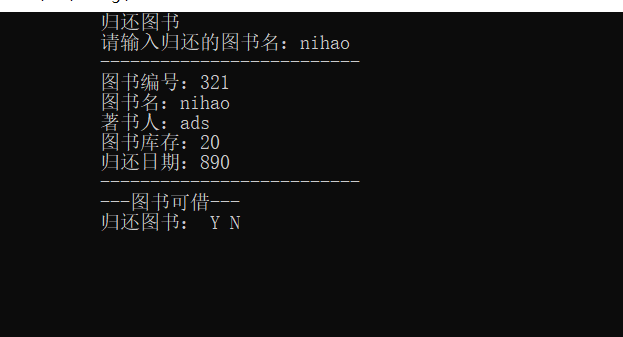 归还图书
请输入归还的图书名：nihao
--------------------------
图书编号：321
图书名：nihao
著书人：ads
图书库存：20
归还日期：890
--------------------------
---图书可借---
归还图书： Y N